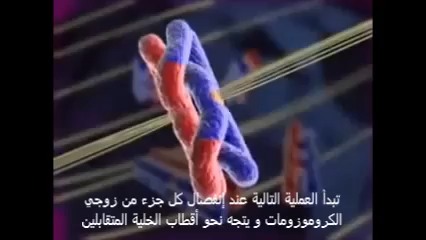 تبدأ العملية التالية عند إنفصال كل جزء من زوجي
الكروموزومات و يتجه نحو أقطاب الخلية المتقابلين